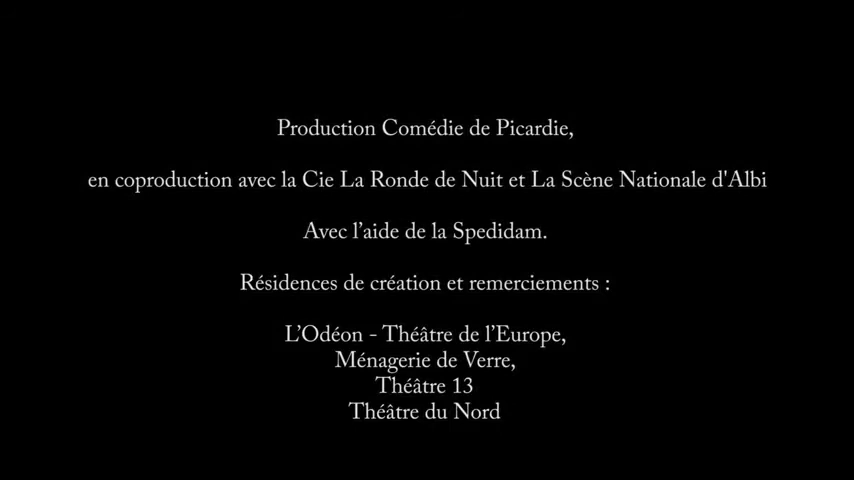 Production Comédie de Picardie,
en coproduction avec la Cie La Ronde de Nuit et La Scène Nationale d'Albi
Avec l’aide de la Spedidam.
Résidences de création et remerciements :
L’Odéon - Théâtre de l’Europe,
Ménagerie de Verre,
Théâtre 13
Théâtre du Nord